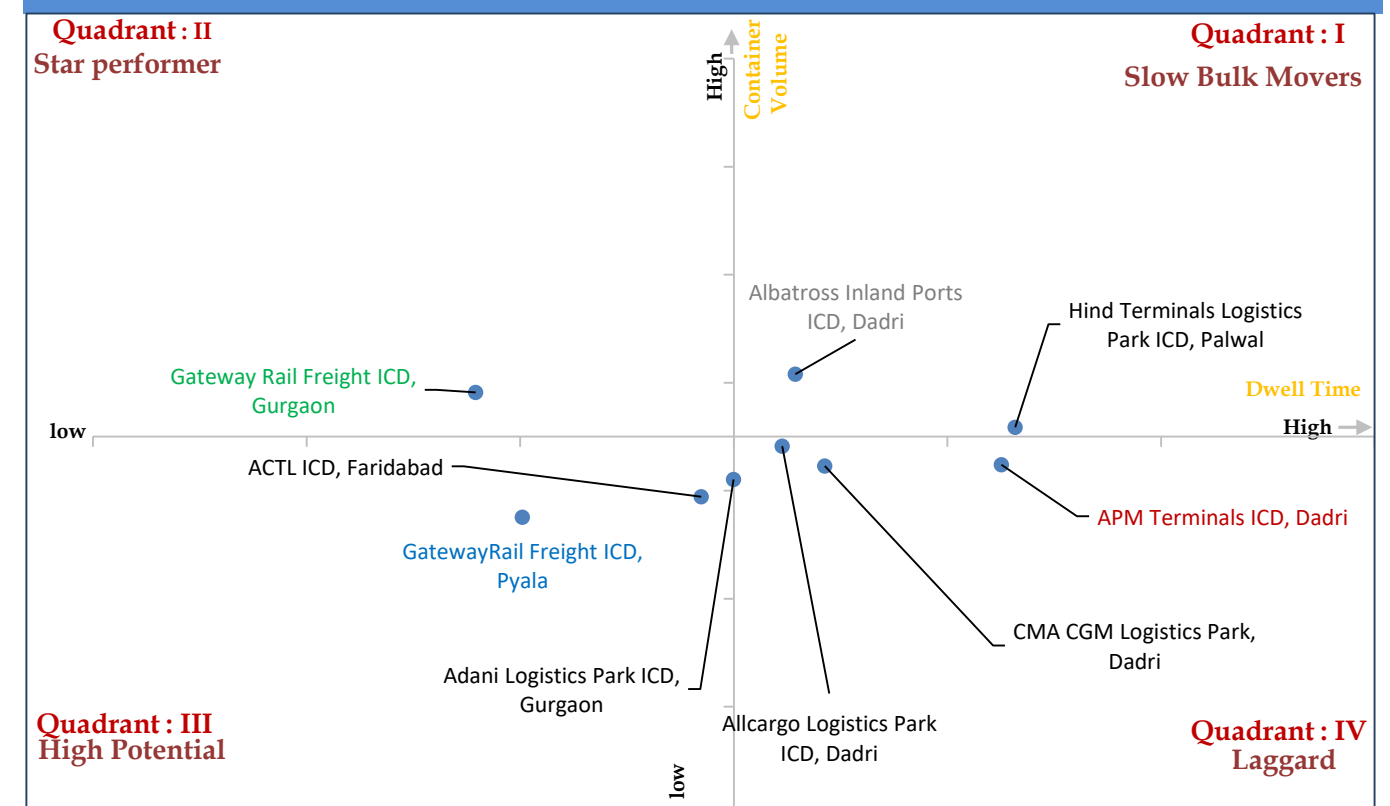 Quadrant : II
Star performer
High
Container
Volume
Quadrant : I
Slow Bulk Movers
Albatross Inland Ports
ICD, Dadri
Hind Terminals Logistics
Park ICD, Palwal
Gateway Rail Freight ICD,
Gurgaon
Dwell Time
low
High
ACTL ICD, Faridabad
APM Terminals ICD, Dadri
GatewayRail Freight ICD,
Pyala
CMA CGM Logistics Park,
Dadri
Adani Logistics Park ICD,
Gurgaon
Allcargo Logistics Park
ICD, Dadri
Quadrant : III
High Potential
low
Quadrant : IV
Laggard